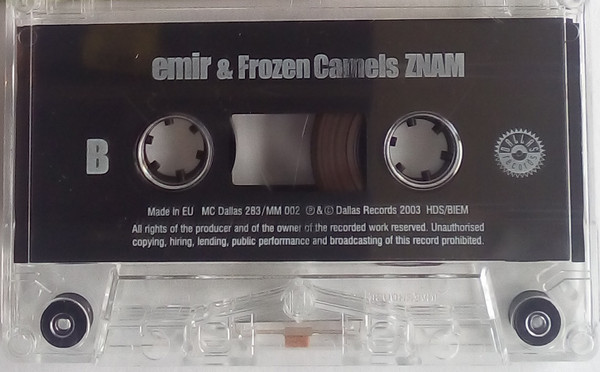 emir & Frozen Camels ZNAM
B
DALLAS
Made in EU MC Dallas 283/MM 002 ℗ & © Dallas Records 2003 HDS/BIEM
All rights of the producer and of the owner of the recorded work reserved. Unauthorised
copying, hiring, lending, public performance and broadcasting of this record prohibited.